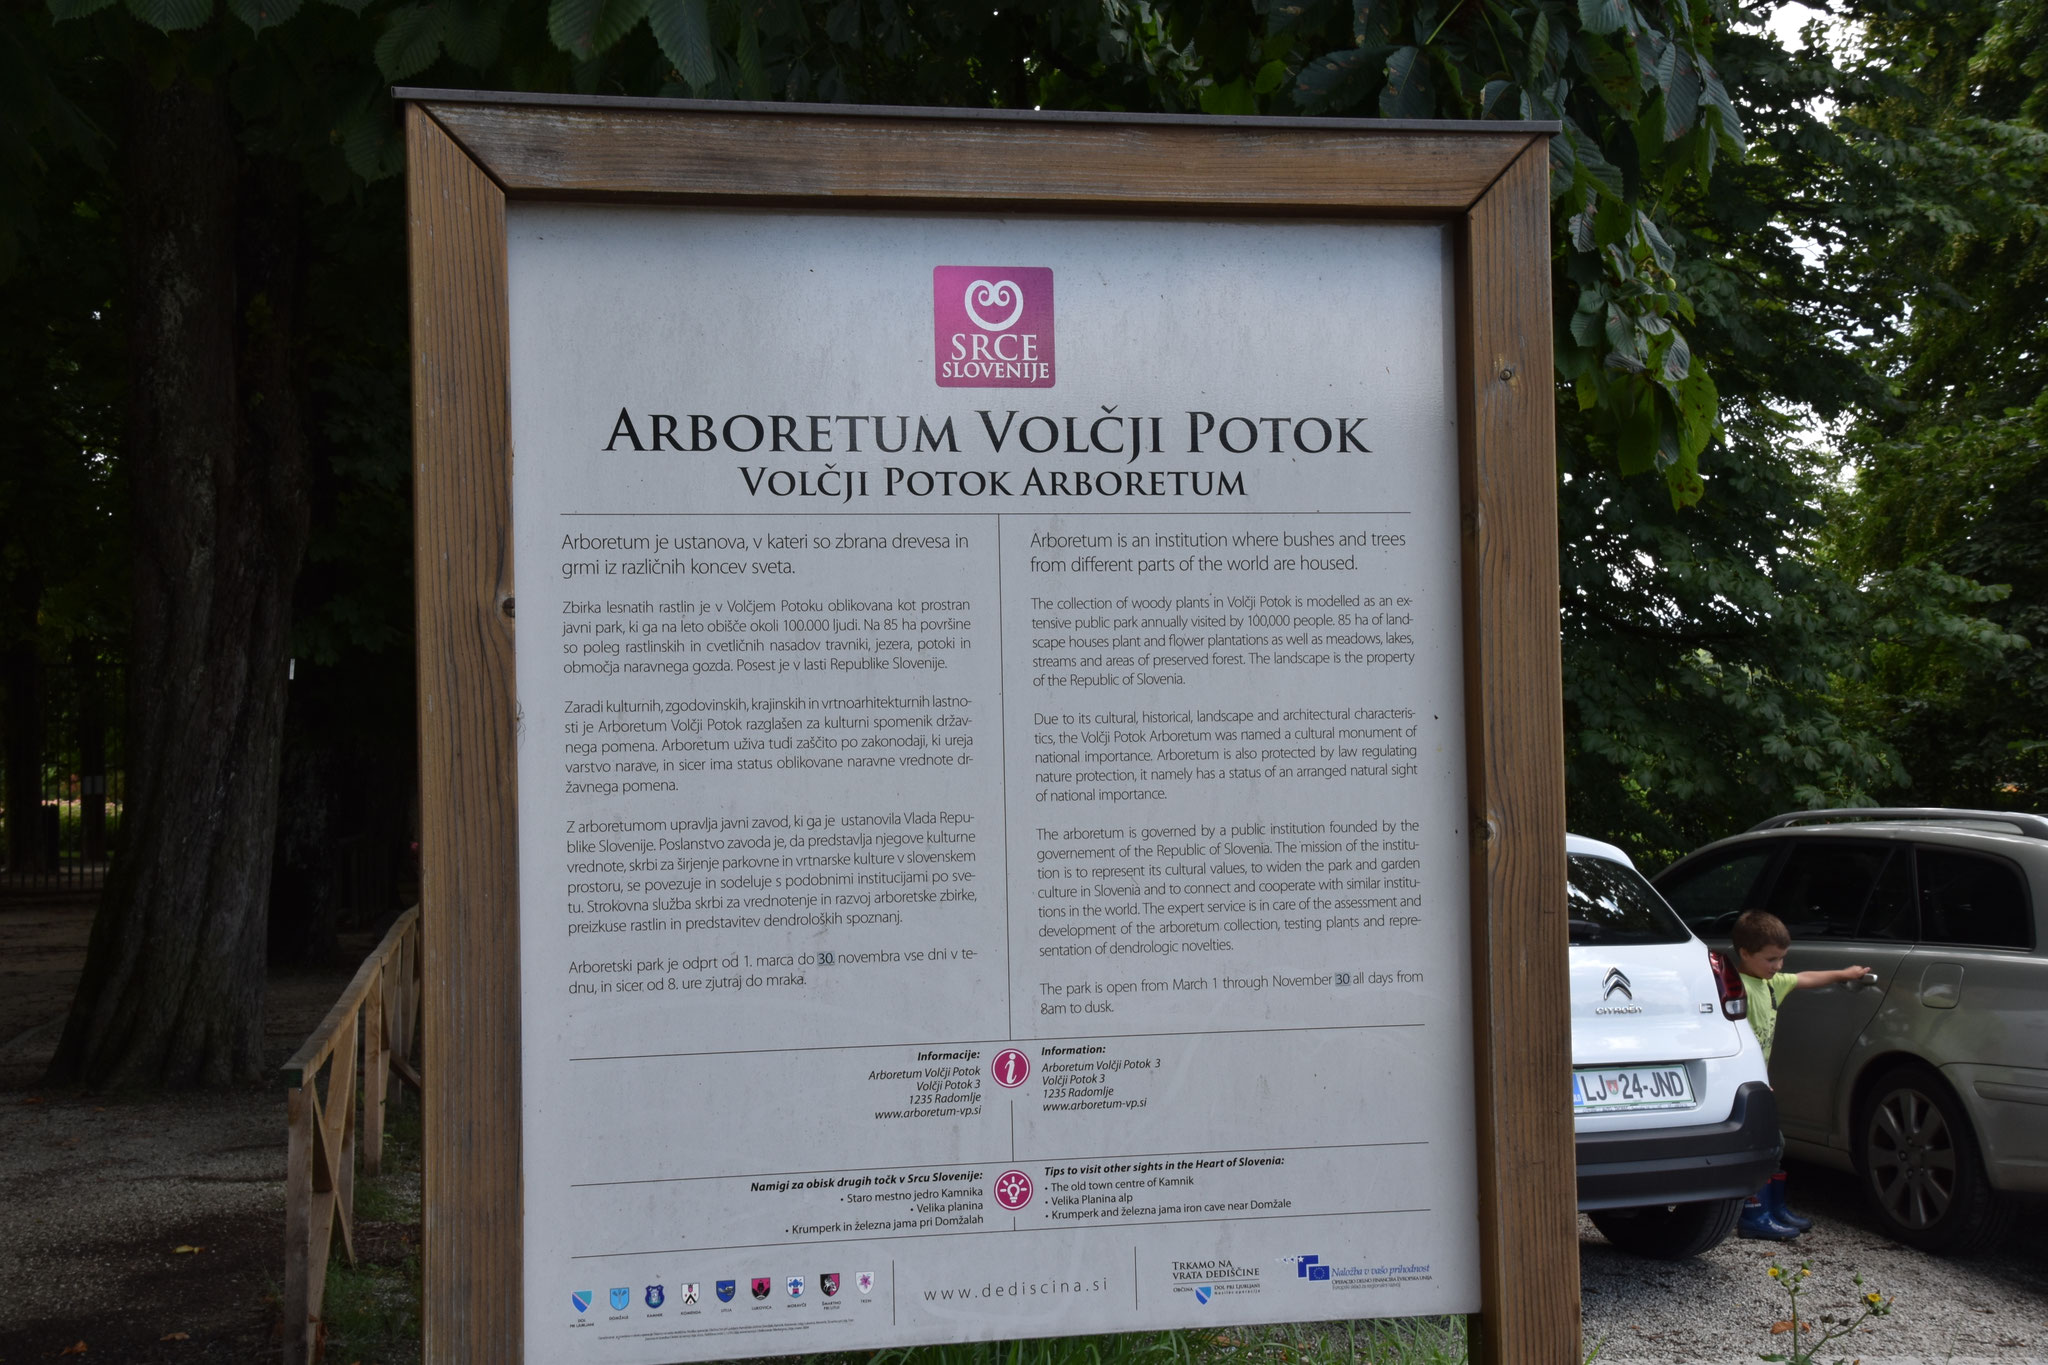 SRCE
SLOVENIJE
ARBORETUM VOLČJI POTOK
VOLČJI POTOK ARBORETUM
Arboretum je ustanova, v kateri so zbrana drevesa in
grmi iz različnih koncev sveta.
Zbirka lesnatih rastlin je v Volčjem Potoku oblikovana kot prostran
javni park, ki ga na leto obišče okoli 100.000 ljudi. Na 85 ha površine
so poleg rastlinskih in cvetličnih nasadov travniki, jezera, potoki in
območja naravnega gozda. Posest je v lasti Republike Slovenije.
Zaradi kulturnih, zgodovinskih, krajinskih in vrtnoarhitekturnih lastno-
sti je Arboretum Volčji Potok razglašen za kulturni spomenik držav-
nega pomena. Arboretum uživa tudi zaščito po zakonodaji, ki ureja
varstvo narave, in sicer ima status oblikovane naravne vrednote dr-
žavnega pomena.
Z arboretumom upravlja javni zavod, ki ga je ustanovila Vlada Repu-
blike Slovenije. Poslanstvo zavoda je, da predstavlja njegove kulturne
vrednote, skrbi za širjenje parkovne in vrtnarske kulture v slovenskem
prostoru, se povezuje in sodeluje s podobnimi institucijami po sve-
tu. Strokovna služba skrbi za vrednotenje in razvoj arboretske zbirke,
preizkuse rastlin in predstavitev dendroloških spoznanj.
Arboretski park je odprt od 1. marca do 30. novembra vse dni v te-
dnu, in sicer od 8. ure zjutraj do mraka.
Arboretum is an institution where bushes and trees
from different parts of the world are housed.
The collection of woody plants in Volčji Potok is modelled as an ex-
tensive public park annually visited by 100,000 people. 85 ha of land-
scape houses plant and flower plantations as well as meadows, lakes,
streams and areas of preserved forest. The landscape is the property
of the Republic of Slovenia.
Due to its cultural, historical, landscape and architectural characteris-
tics, the Volčji Potok Arboretum was named a cultural monument of
national importance. Arboretum is also protected by law regulating
nature protection, it namely has a status of an arranged natural sight
of national importance.
The arboretum is governed by a public institution founded by the
governement of the Republic of Slovenia. The mission of the institu-
tion is to represent its cultural values, to widen the park and garden
culture in Slovenia and to connect and cooperate with similar institu-
tions in the world. The expert service is in care of the assessment and
development of the arboretum collection, testing plants and repre-
sentation of dendrologic novelties.
The park is open from March 1 through November 30 all days from
8am to dusk.
Informacije:
Arboretum Volčji Potok
Volčji Potok 3
1235 Radomlje
www.arboretum-vp.si
i
Information:
Arboretum Volčji Potok 3
Volčji Potok 3
1235 Radomlje
www.arboretum-vp.si
Namigi za obisk drugih točk v Srcu Slovenije:
• Staro mestno jedro Kamnika
• Velika planina
• Krumperk in železna jama pri Domžalah
Tips to visit other sights in the Heart of Slovenia:
• The old town centre of Kamnik
• Velika Planina alp
• Krumperk and železna jama iron cave near Domžale
DOL
PRI LJUBLJANI
DOMŽALE
KAMNIK
KOMENDA
LITIJA
LUKOVICA
MORAVČE
ŠMARTNO
PRI LITIJI
TRZIN
www.dediscina.si
TRKAMO NA
VRATA DEDIŠČINE
OBČINA DOL PRI LJUBLJANI
Naložba v vašo prihodnost
CITROËN C3
LJ 24-JND